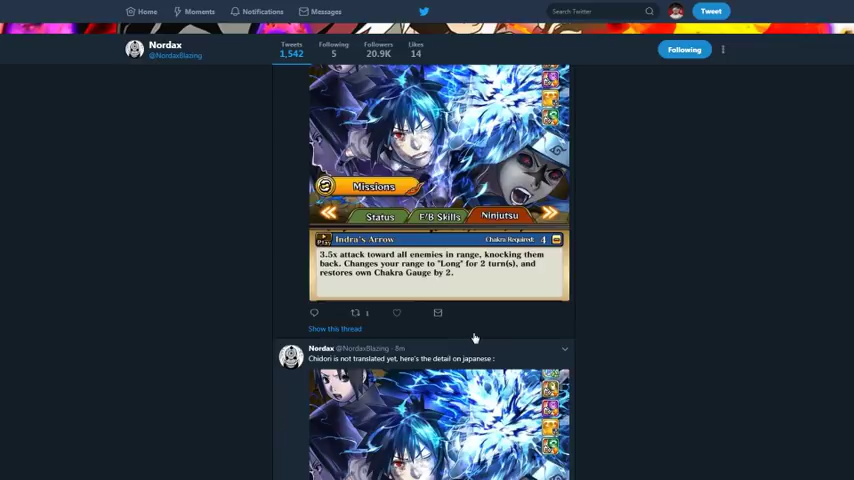 Home
Moments
Notifications
Messages
Search Twitter
Tweet
Nordax
@NordaxBlazing
Tweets
1,542
Following
5
Followers
20.9K
Likes
14
Following
Missions
Status
F/B Skills
Ninjutsu
Play
Indra's Arrow
Chakra Required: 4
3.5x attack toward all enemies in range, knocking them
back. Changes your range to "Long" for 2 turn(s), and
restores own Chakra Gauge by 2.
1
Show this thread
Nordax @NordaxBlazing · 8m
Chidori is not translated yet, here's the detail on japanese :